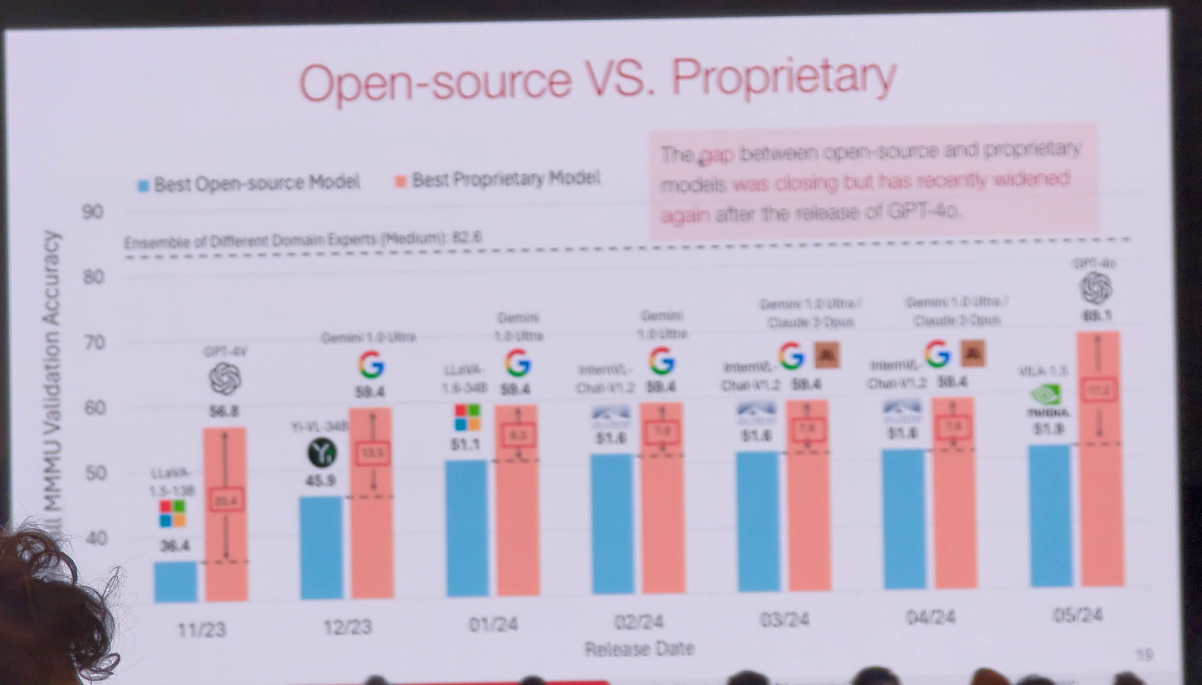 Open-source VS. Proprietary
The gap between open-source and proprietary
models was closing but has recently widened
again after the release of GPT-4o.
Best Open-source Model
Best Proprietary Model
MMMU Validation Accuracy
90
80
70
60
50
40
Ensemble of Different Domain Experts (Medium): 82.6
LLaVA-
1.5-13B
36.4
GPT-4V
56.8
20.4
Yi-VL-34B
45.9
Gemini 1.0 Ultra
59.4
13.5
LLaVA-
1.6-34B
51.1
Gemini
1.0 Ultra
59.4
8.3
InternVL-
Chat-V1.2
51.6
Gemini
1.0 Ultra
59.4
7.8
InternVL-
Chat-V1.2
51.6
Gemini 1.0 Ultra/
Claude 3 Opus
59.4
7.8
InternVL-
Chat-V1.2
51.6
Gemini 1.0 Ultra/
Claude 3 Opus
59.4
7.8
VILA-1.5
NVIDIA.
51.9
GPT-4o
69.1
17.2
11/23
12/23
01/24
02/24
03/24
04/24
05/24
Release Date
19